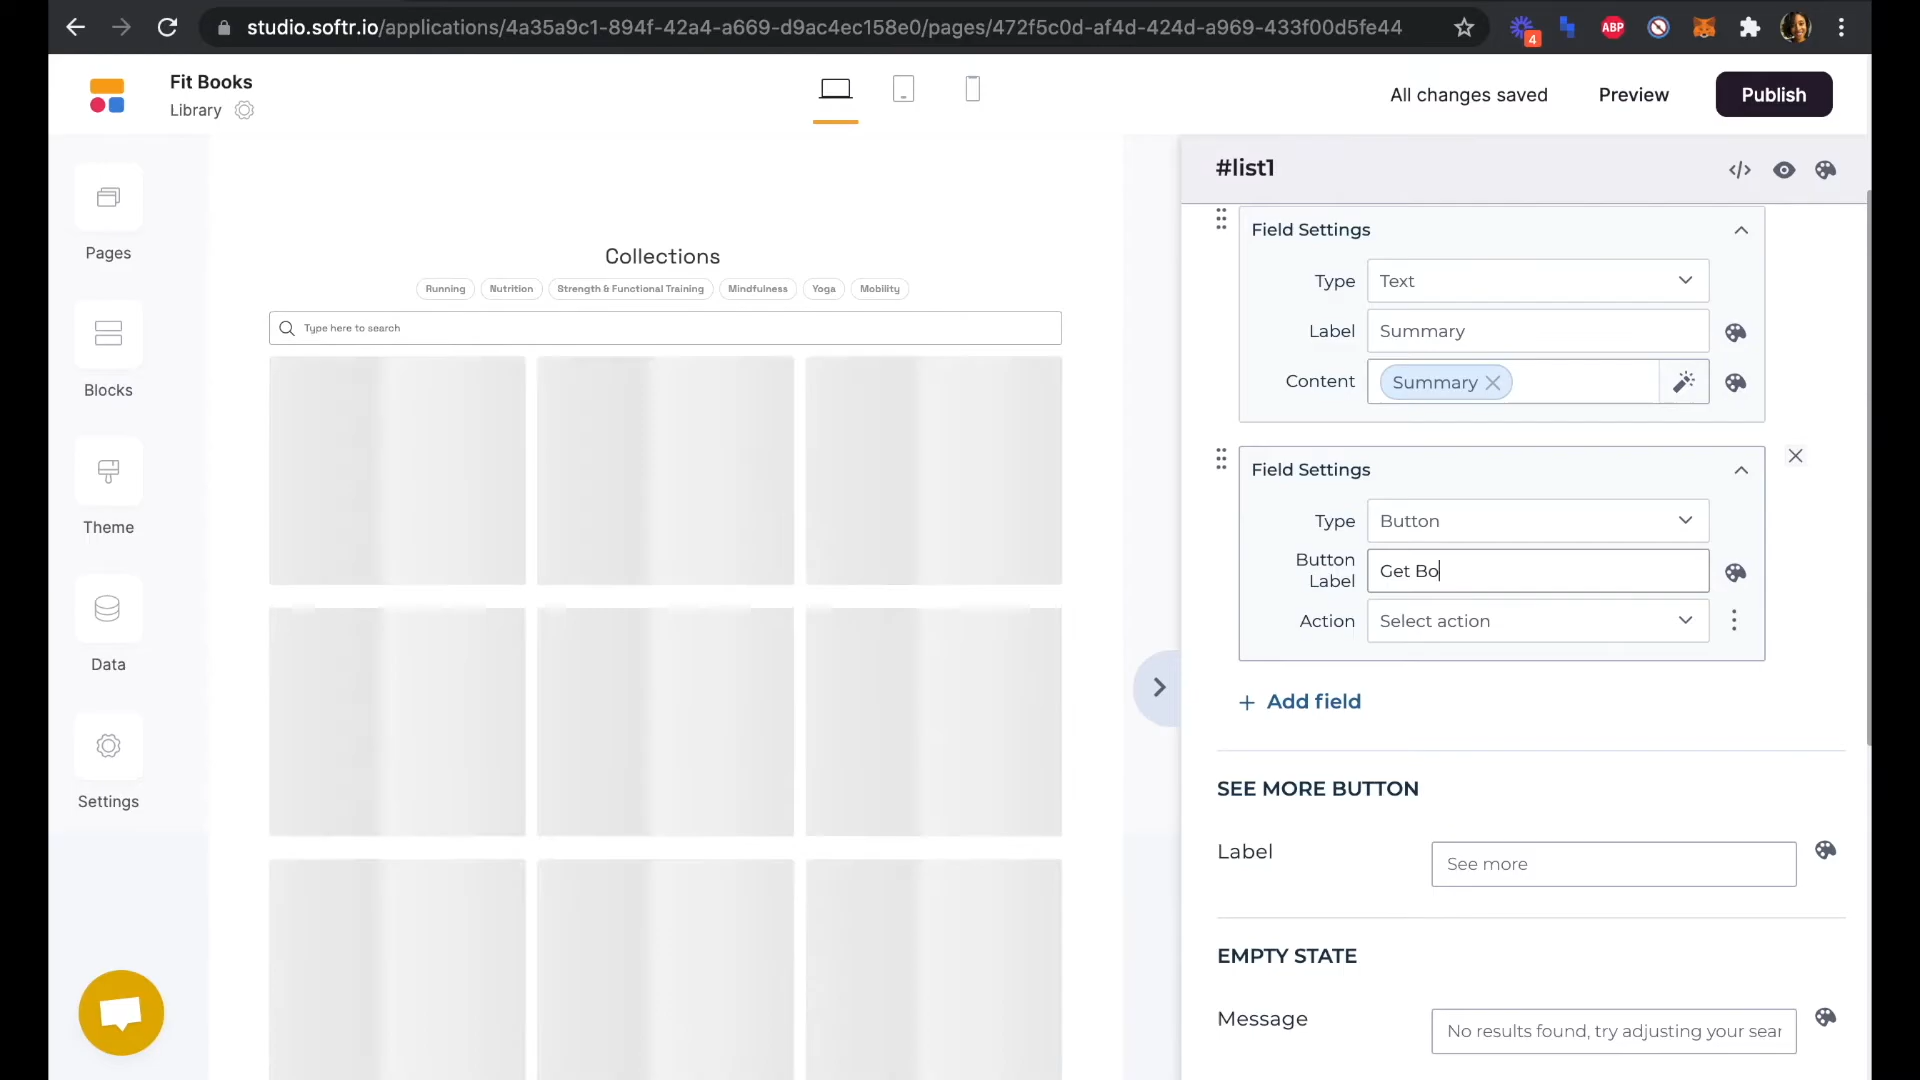 studio.softr.io/applications/4a35a9c1-894f-42a4-a669-d9ac4ec158e0/pages/472f5c0d-af4d-424d-a969-433f00d5fe44
4
ABP
Fit Books
Library
All changes saved
Preview
Publish
Pages
Blocks
Theme
Data
Settings
Collections
Running
Nutrition
Strength & Functional Training
Mindfulness
Yoga
Mobility
Type here to search
#list1
Field Settings
Type
Text
Label
Summary
Content
Summary
Field Settings
Type
Button
Button
Label
Get Bo
Action
Select action
Add field
SEE MORE BUTTON
Label
See more
EMPTY STATE
Message
No results found, try adjusting your sear